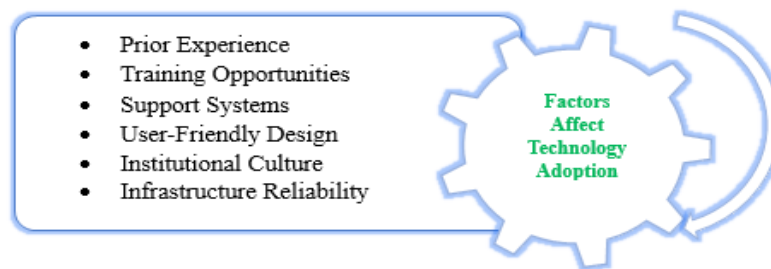 • Prior Experience
• Training Opportunities
• Support Systems
• User-Friendly Design
• Institutional Culture
• Infrastructure Reliability
Factors
Affect
Technology
Adoption